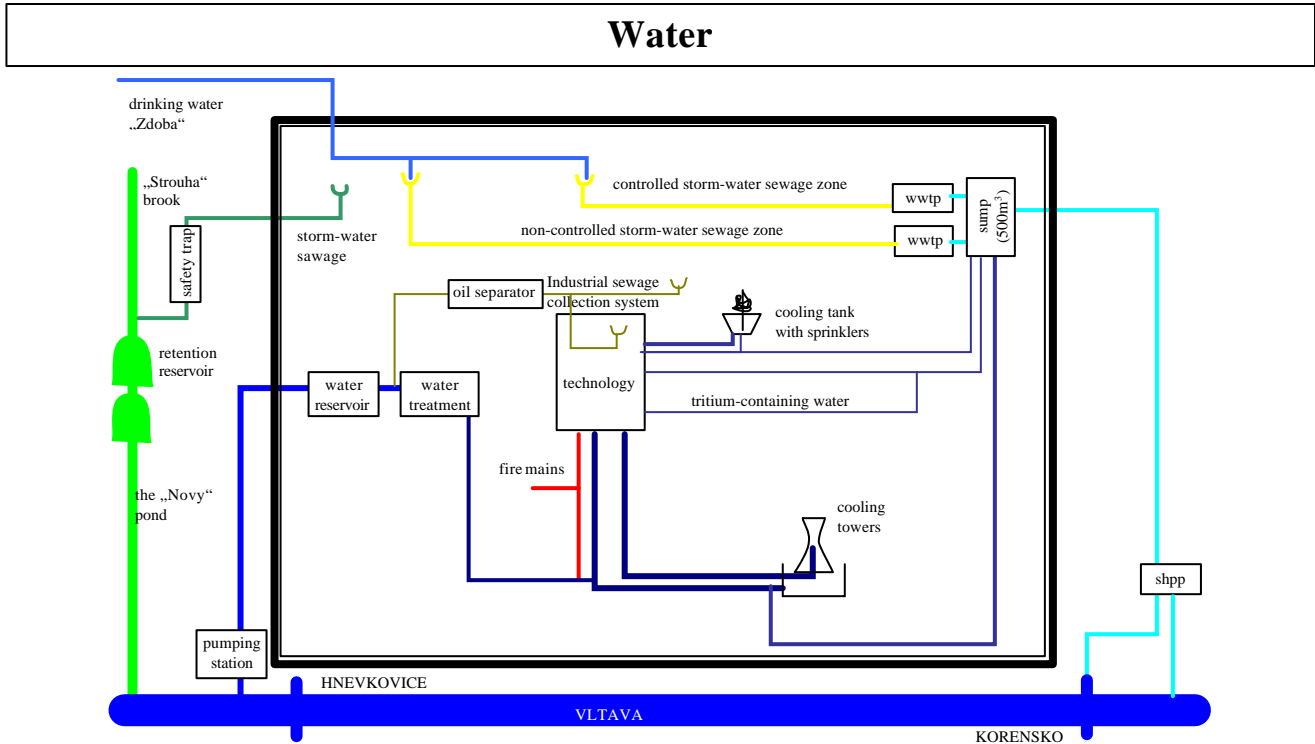 Water
drinking water
„Zdoba“
„Strouha“
brook
controlled storm-water sewage zone
wwtp
sump
(500m³)
safety trap
storm-water
sawage
non-controlled storm-water sewage zone
wwtp
oil separator
Industrial sewage
collection system
cooling tank
with sprinklers
retention
reservoir
water
reservoir
water
treatment
technology
tritium-containing water
fire mains
the „Novy“
pond
cooling
towers
shpp
pumping
station
HNEVKOVICE
VLTAVA
KORENSKO